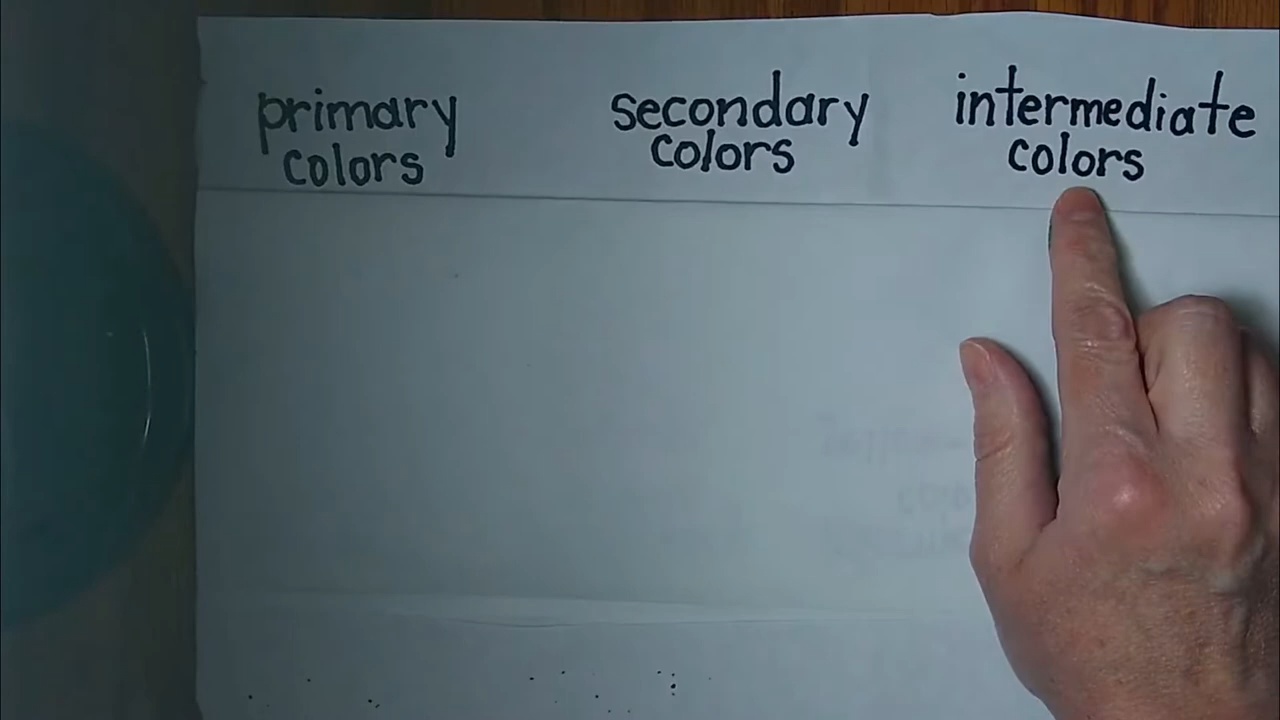 primary
colors
secondary
colors
intermediate
colors